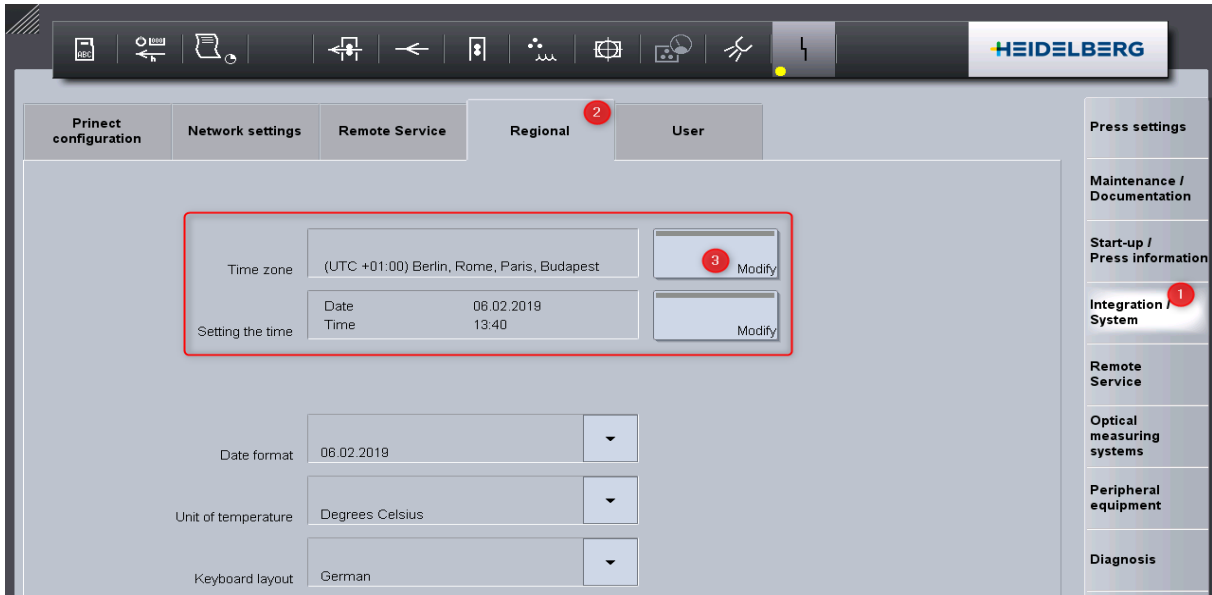 ABC
HEIDELBERG
Prinect
configuration
Network settings
Remote Service
Regional
2
User
Time zone
(UTC +01:00) Berlin, Rome, Paris, Budapest
3
Modify
Setting the time
Date 06.02.2019
Time 13:40
Modify
Date format
06.02.2019
Unit of temperature
Degrees Celsius
Keyboard layout
German
Press settings
Maintenance /
Documentation
Start-up /
Press information
1
Integration /
System
Remote
Service
Optical
measuring
systems
Peripheral
equipment
Diagnosis